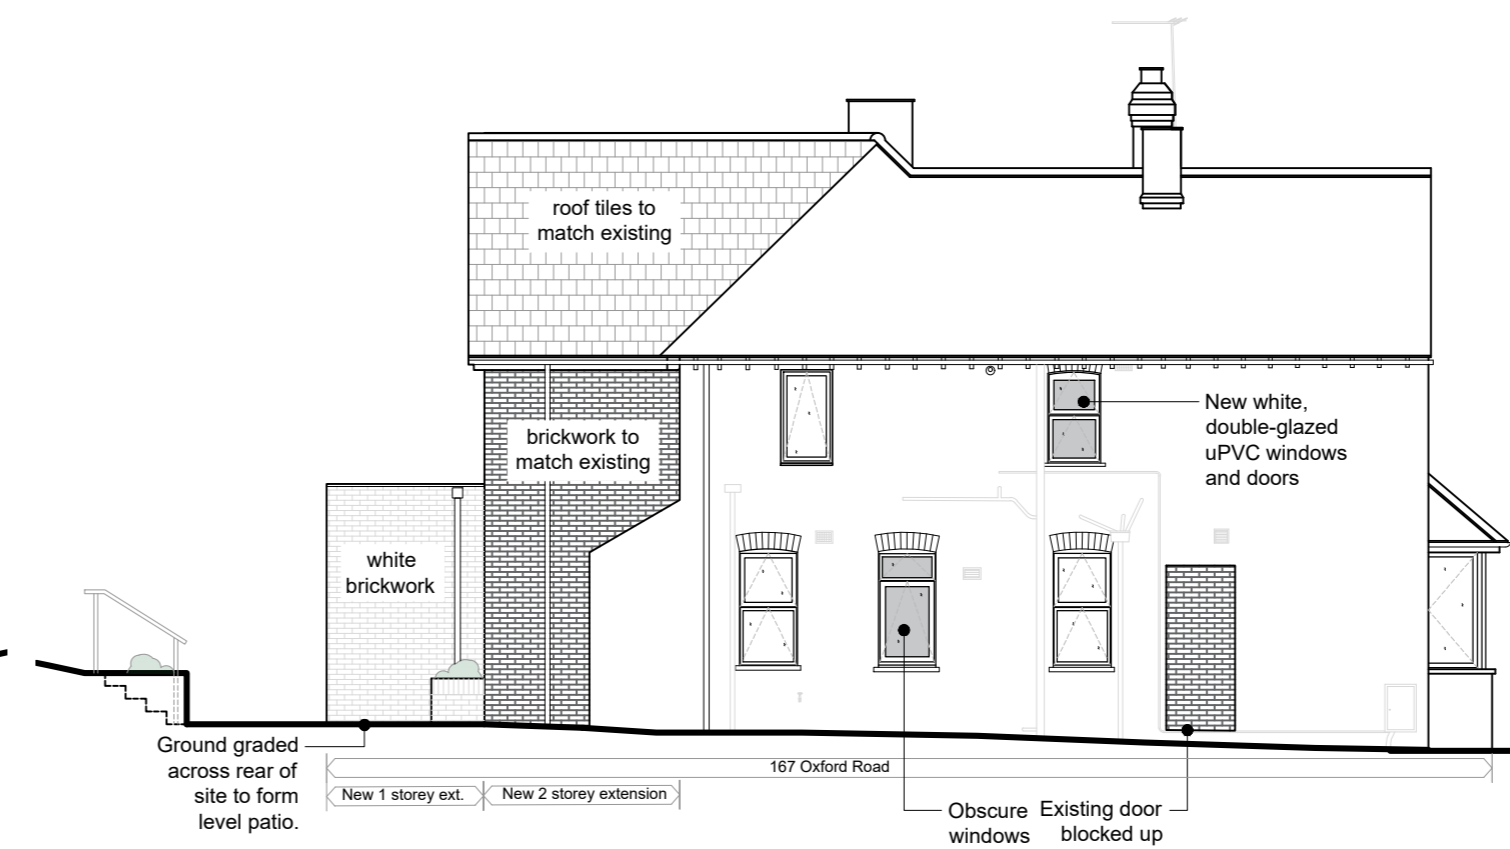 roof tiles to
match existing
brickwork to
match existing
New white,
double-glazed
uPVC windows
and doors
white
brickwork
Ground graded
across rear of
site to form
level patio.
167 Oxford Road
New 1 storey ext.
New 2 storey extension
Obscure
windows
Existing door
blocked up